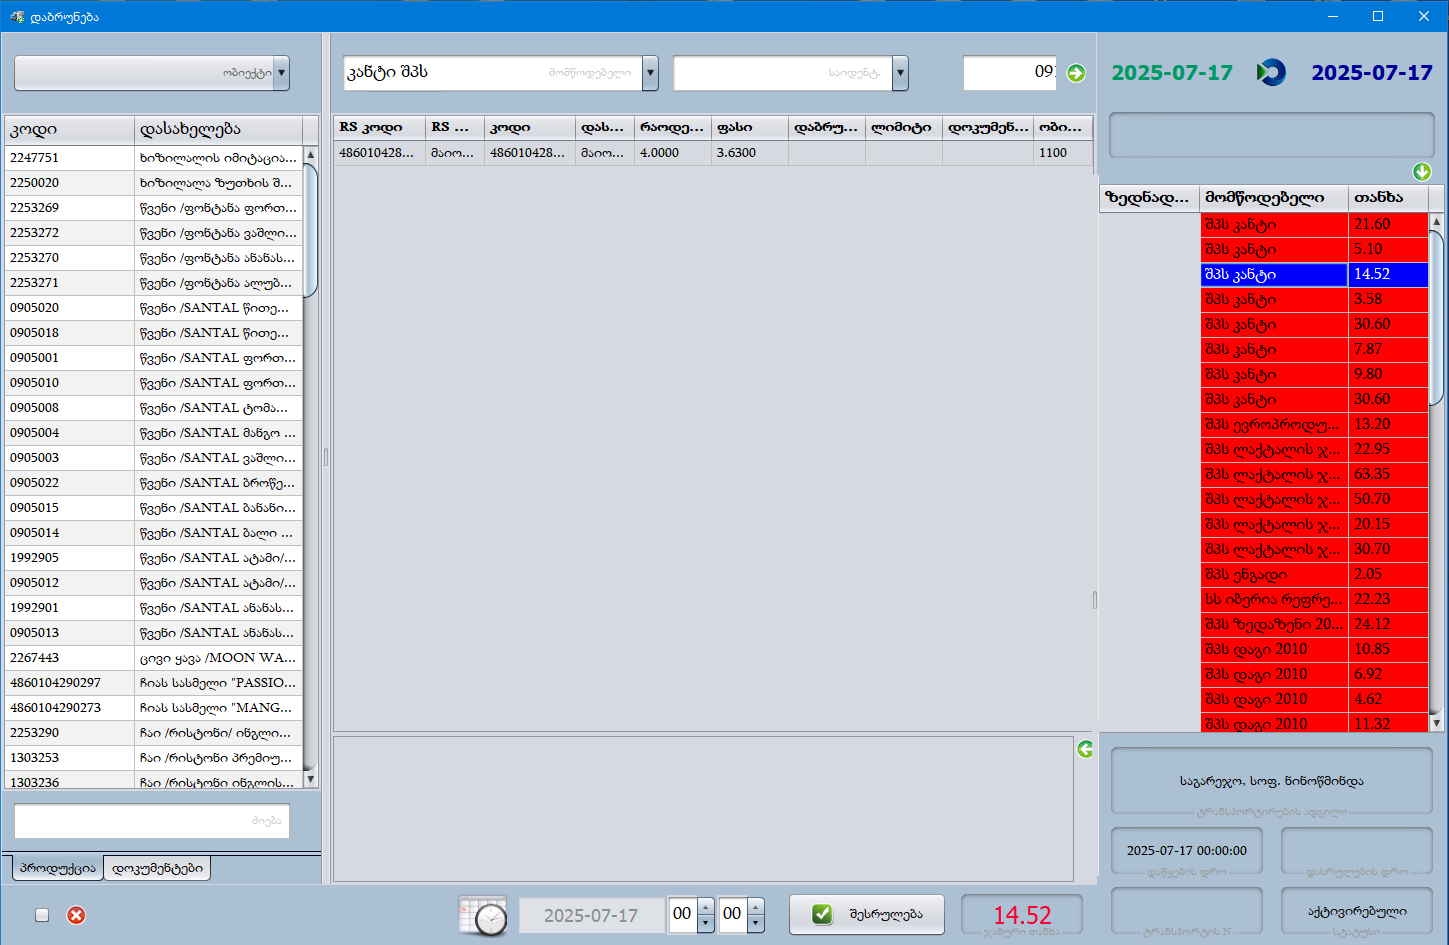 დაბრუნება
ობიექტი
კანტი შპს
მომწოდებელი
საიდენტ.
091
2025-07-17
2025-07-17
კოდი დასახელება
2247751 ხიზილალის იმიტაცია...
2250020 ხიზილალა ზუთხის შ...
2253269 წვენი /ფონტანა ფორთ...
2253272 წვენი /ფონტანა ვაშლი...
2253270 წვენი /ფონტანა ანანას...
2253271 წვენი /ფონტანა ალუბ...
0905020 წვენი /SANTAL წითე...
0905018 წვენი /SANTAL წითე...
0905001 წვენი /SANTAL ფორთ...
0905010 წვენი /SANTAL ფორთ...
0905008 წვენი /SANTAL ტომა...
0905004 წვენი /SANTAL მანგო ...
0905003 წვენი /SANTAL ვაშლი...
0905022 წვენი /SANTAL ბროწე...
0905015 წვენი /SANTAL ბანანი...
0905014 წვენი /SANTAL ბალი ...
1992905 წვენი /SANTAL ატამი/...
0905012 წვენი /SANTAL ატამი/...
1992901 წვენი /SANTAL ანანას...
0905013 წვენი /SANTAL ანანას...
2267443 ცივი ყავა /MOON WA...
4860104290297 ჩიას სასმელი "PASSIO...
4860104290273 ჩიას სასმელი "MANG...
2253290 ჩაი /რისტონი/ ინგლი...
1303253 ჩაი /რისტონი პრემიუ...
1303236 ჩაი /რისტონი ინგლის...
ძიება
პროდუქცია დოკუმენტები
RS კოდი RS ... კოდი დას... რაოდე... ფასი დაბრუ... ლიმიტი დოკუმენ... ობი...
486010428... მაიო... 486010428... მაიო... 4.0000 3.6300 1100
ზედნად... მომწოდებელი თანხა
შპს კანტი 21.60
შპს კანტი 5.10
შპს კანტი 14.52
შპს კანტი 3.58
შპს კანტი 30.60
შპს კანტი 7.87
შპს კანტი 9.80
შპს კანტი 30.60
შპს ევროპროდუ... 13.20
შპს ლაქტალის ჯ... 22.95
შპს ლაქტალის ჯ... 63.35
შპს ლაქტალის ჯ... 50.70
შპს ლაქტალის ჯ... 20.15
შპს ლაქტალის ჯ... 30.70
შპს ენგადი 2.05
სს იბერია რეფრე... 22.23
შპს ზედაზენი 20... 24.12
შპს დაგი 2010 10.85
შპს დაგი 2010 6.92
შპს დაგი 2010 4.62
შპს დაგი 2010 11.32
საგარეჯო, სოფ. ნინოწმინდა
ტრანსპორტირების ადგილი
2025-07-17 00:00:00
დაწყების დრო
დასრულების დრო
ტრანსპორტის N
აქტივირებული
სტატუსი
2025-07-17
00
00
შესრულება
14.52
ჯამური თანხა